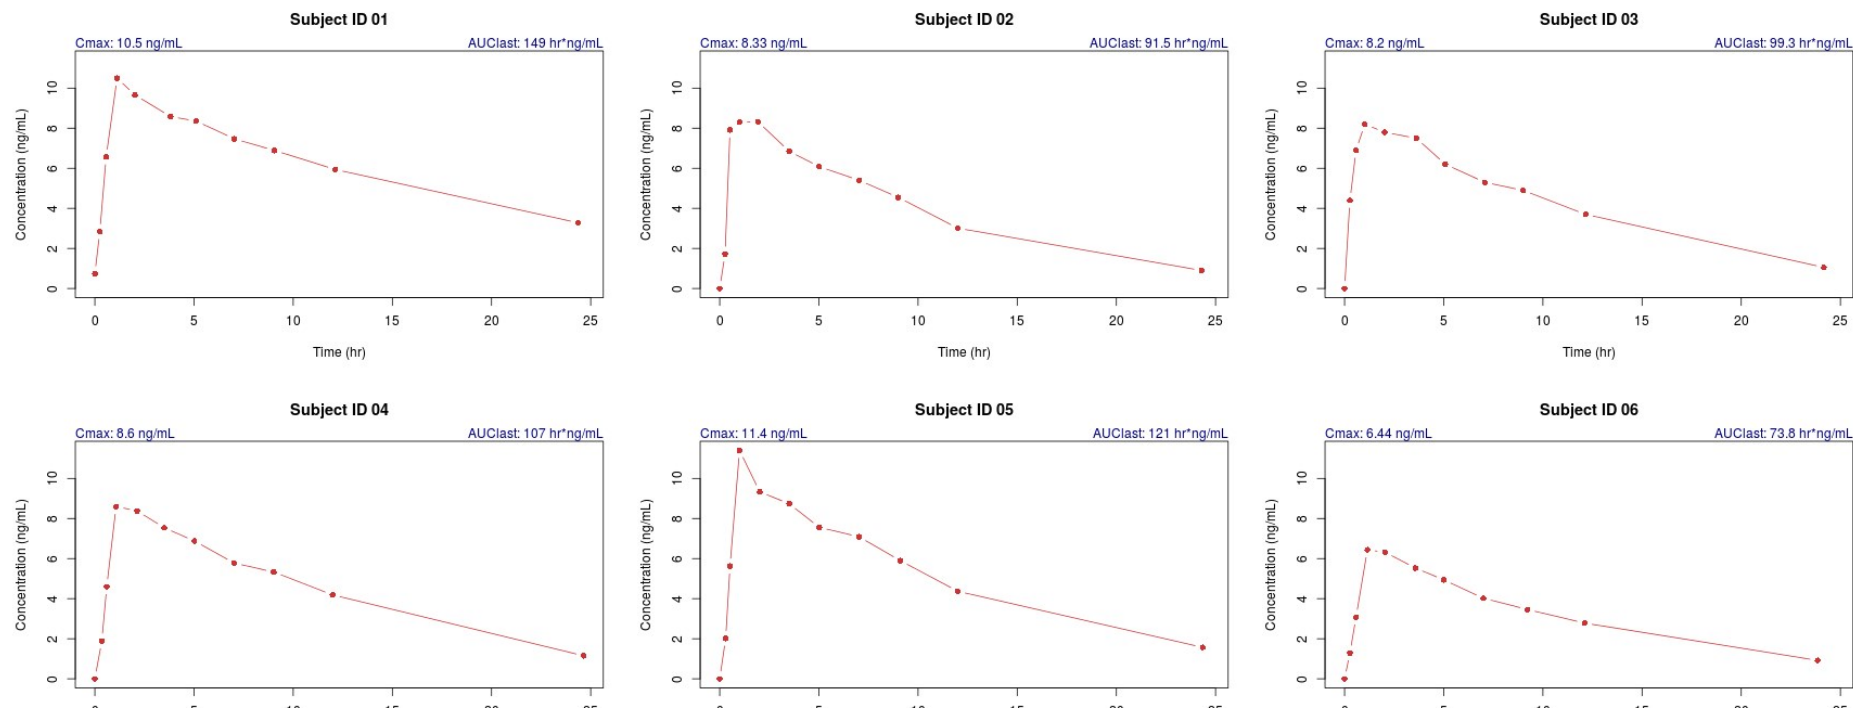 Subject ID 01
Cmax: 10.5 ng/mL AUClast: 149 hr*ng/mL
Concentration (ng/mL)
10
8
6
4
2
0
0 5 10 15 20 25
Time (hr)
Subject ID 02
Cmax: 8.33 ng/mL AUClast: 91.5 hr*ng/mL
Concentration (ng/mL)
10
8
6
4
2
0
0 5 10 15 20 25
Time (hr)
Subject ID 03
Cmax: 8.2 ng/mL AUClast: 99.3 hr*ng/mL
Concentration (ng/mL)
10
8
6
4
2
0
0 5 10 15 20 25
Time (hr)
Subject ID 04
Cmax: 8.6 ng/mL AUClast: 107 hr*ng/mL
Concentration (ng/mL)
10
8
6
4
2
0
Subject ID 05
Cmax: 11.4 ng/mL AUClast: 121 hr*ng/mL
Concentration (ng/mL)
10
8
6
4
2
0
Subject ID 06
Cmax: 6.44 ng/mL AUClast: 73.8 hr*ng/mL
Concentration (ng/mL)
10
8
6
4
2
0